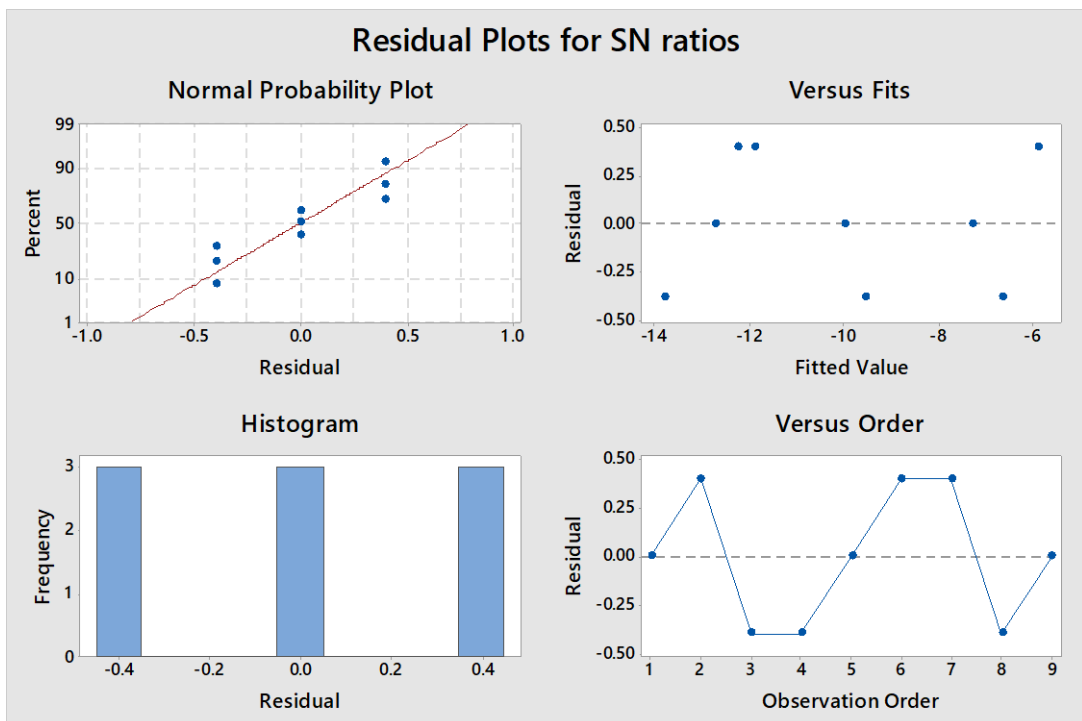 Residual Plots for SN ratios
Normal Probability Plot
99
90
50
10
1
Percent
-1.0 -0.5 0.0 0.5 1.0
Residual
Versus Fits
0.50
0.25
0.00
-0.25
-0.50
Residual
-14 -12 -10 -8 -6
Fitted Value
Histogram
3
2
1
0
Frequency
-0.4 -0.2 0.0 0.2 0.4
Residual
Versus Order
0.50
0.25
0.00
-0.25
-0.50
Residual
1 2 3 4 5 6 7 8 9
Observation Order